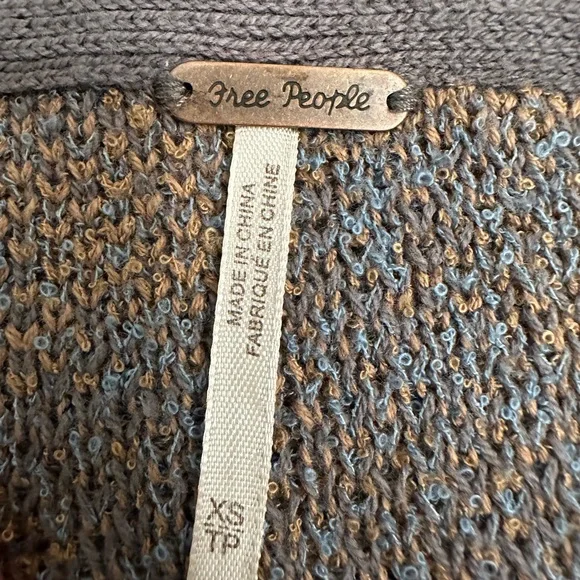 Free People
MADE IN CHINA
FABRIQUÉ EN CHINE
XS
TP